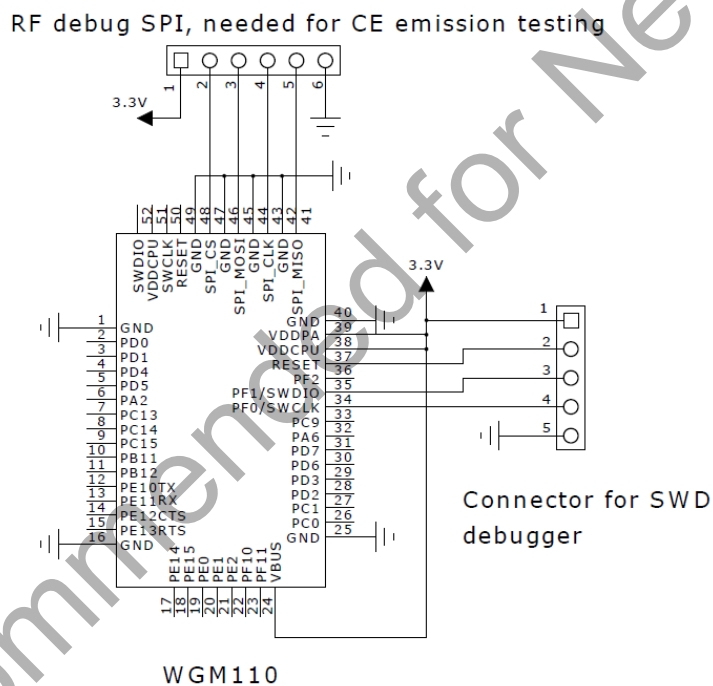 RF debug SPI, needed for CE emission testing
1 2 3 4 5 6
3.3V
52 51 50 49 48 47 46 45 44 43 42 41
SWDIO
VDDCPU
SWCLK
RESET
GND
SPI_CS
GND
SPI_MOSI
GND
SPI_CLK
GND
SPI_MISO
1 GND
2 PD0
3 PD1
4 PD4
5 PD5
6 PA2
7 PC13
8 PC14
9 PC15
10 PB11
11 PB12
12 PE10TX
13 PE11RX
14 PE12CTS
15 PE13RTS
16 GND
GND 40
VDDPA 39
VDDCPU 38
RESET 37
PF2 36
PF1/SWDIO 35
PF0/SWCLK 34
PC9 33
PA6 32
PD7 31
PD6 30
PD3 29
PD2 28
PC1 27
PC0 26
GND 25
PE14
PE15
PE0
PE1
PE2
PF10
PF11
VBUS
17 18 19 20 21 22 23 24
3.3V
1
2
3
4
5
Connector for SWD
debugger
WGM110
ommended for Ne